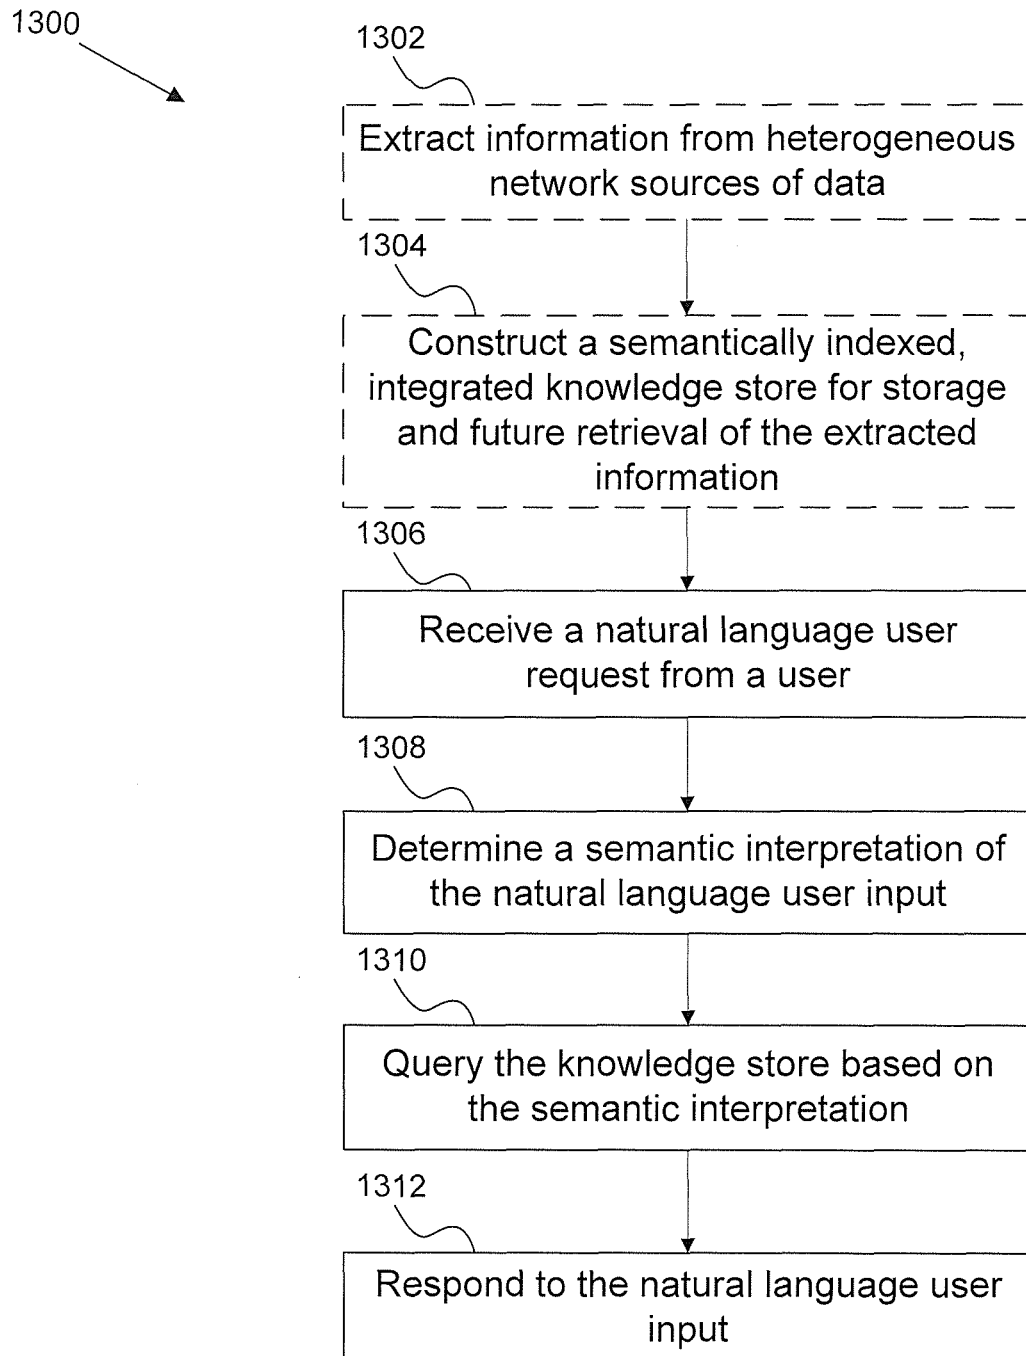 1300
1302
Extract information from heterogeneous
network sources of data
1304
Construct a semantically indexed,
integrated knowledge store for storage
and future retrieval of the extracted
information
1306
Receive a natural language user
request from a user
1308
Determine a semantic interpretation of
the natural language user input
1310
Query the knowledge store based on
the semantic interpretation
1312
Respond to the natural language user
input